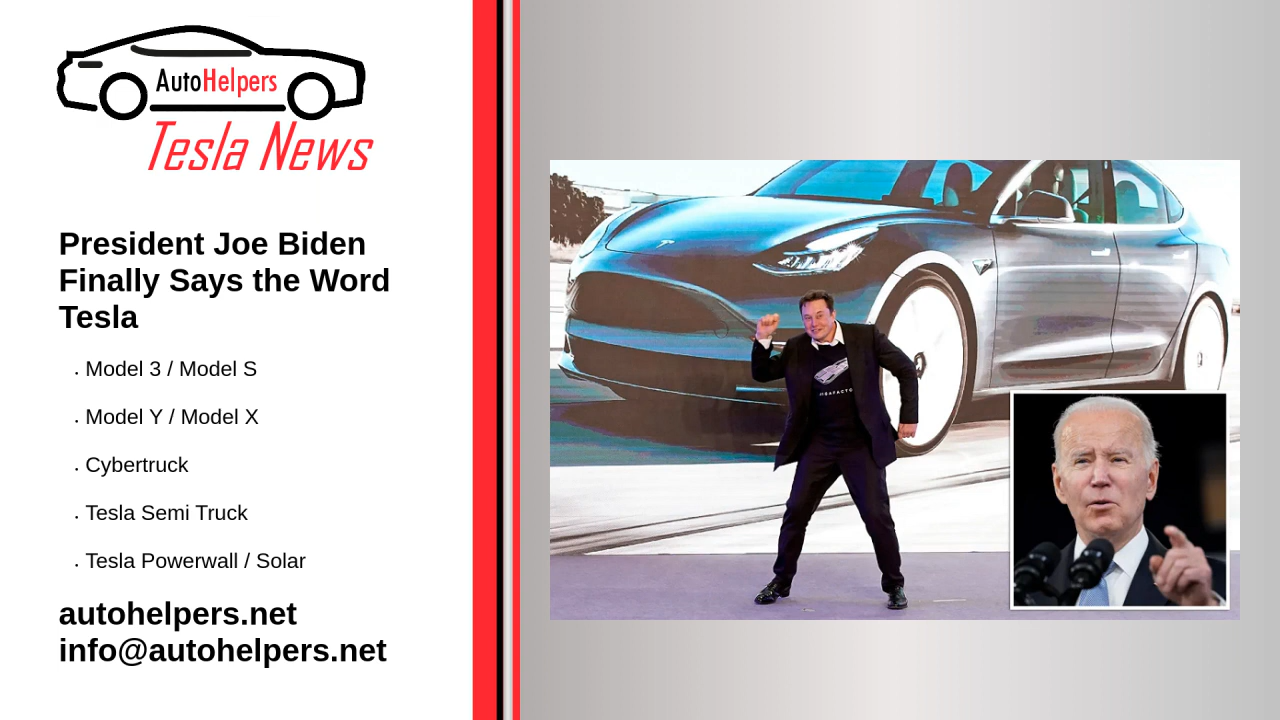 AutoHelpers
Tesla News
President Joe Biden
Finally Says the Word
Tesla
· Model 3 / Model S
· Model Y / Model X
· Cybertruck
· Tesla Semi Truck
· Tesla Powerwall / Solar
autohelpers.net
info@autohelpers.net